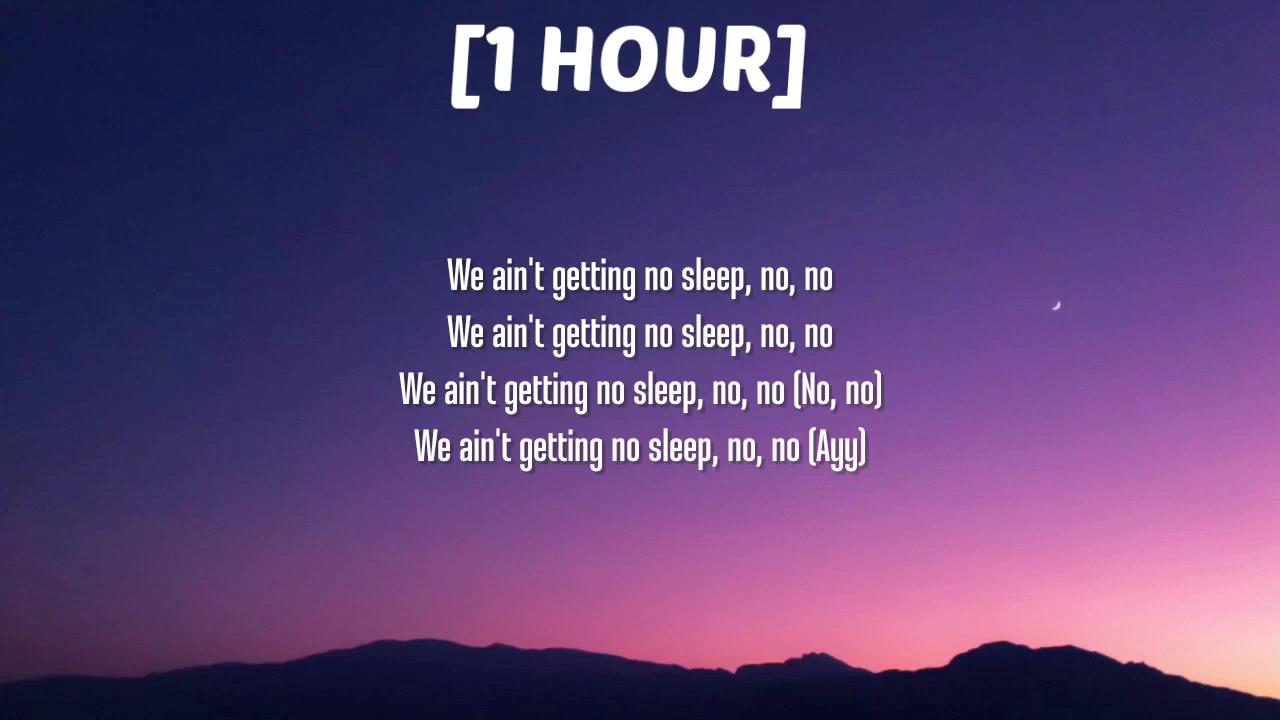 [1 HOUR]
We ain't getting no sleep, no, no
We ain't getting no sleep, no, no
We ain't getting no sleep, no, no (No, no)
We ain't getting no sleep, no, no (Ayy)